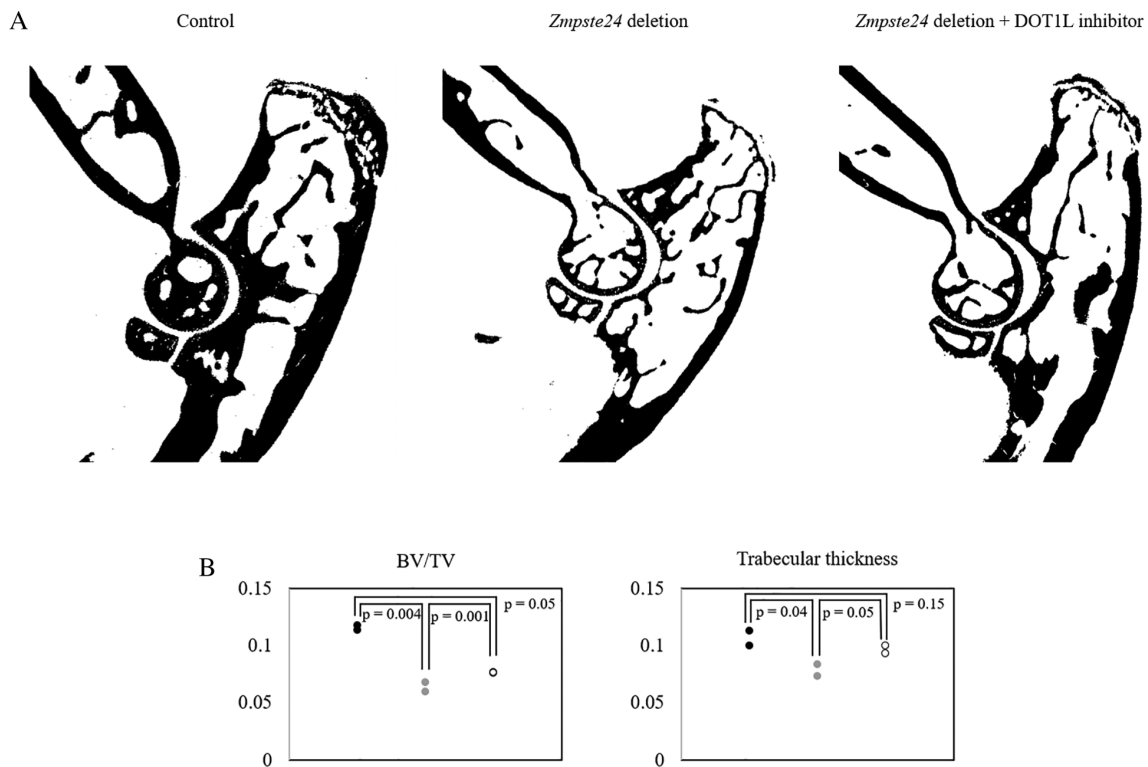 A
Control
Zmpste24 deletion
Zmpste24 deletion + DOT1L inhibitor
B
BV/TV
0.15
0.1
0.05
0
p = 0.004
p = 0.001
p = 0.05
Trabecular thickness
0.15
0.1
0.05
0
p = 0.04
p = 0.05
p = 0.15